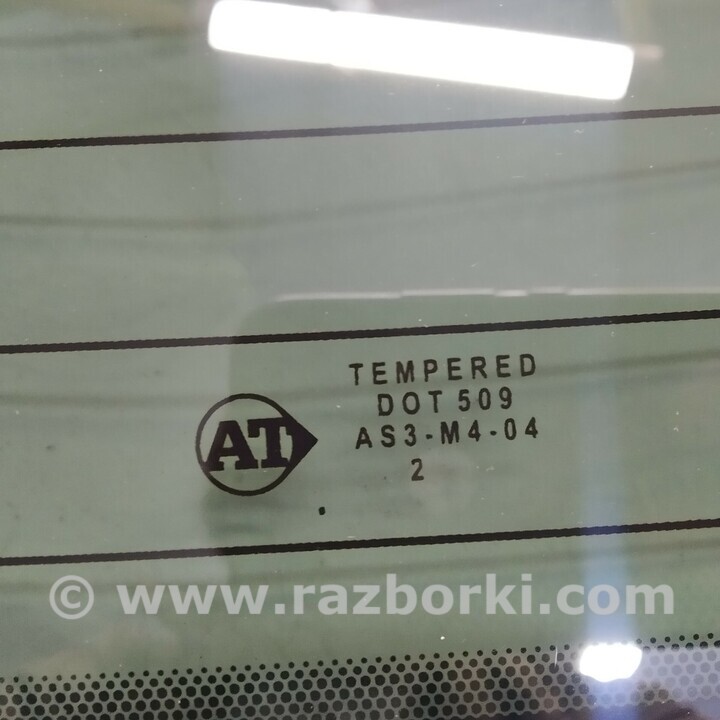 TEMPERED
DOT 509
AT
AS3-M4-04
2
© www.razborki.com